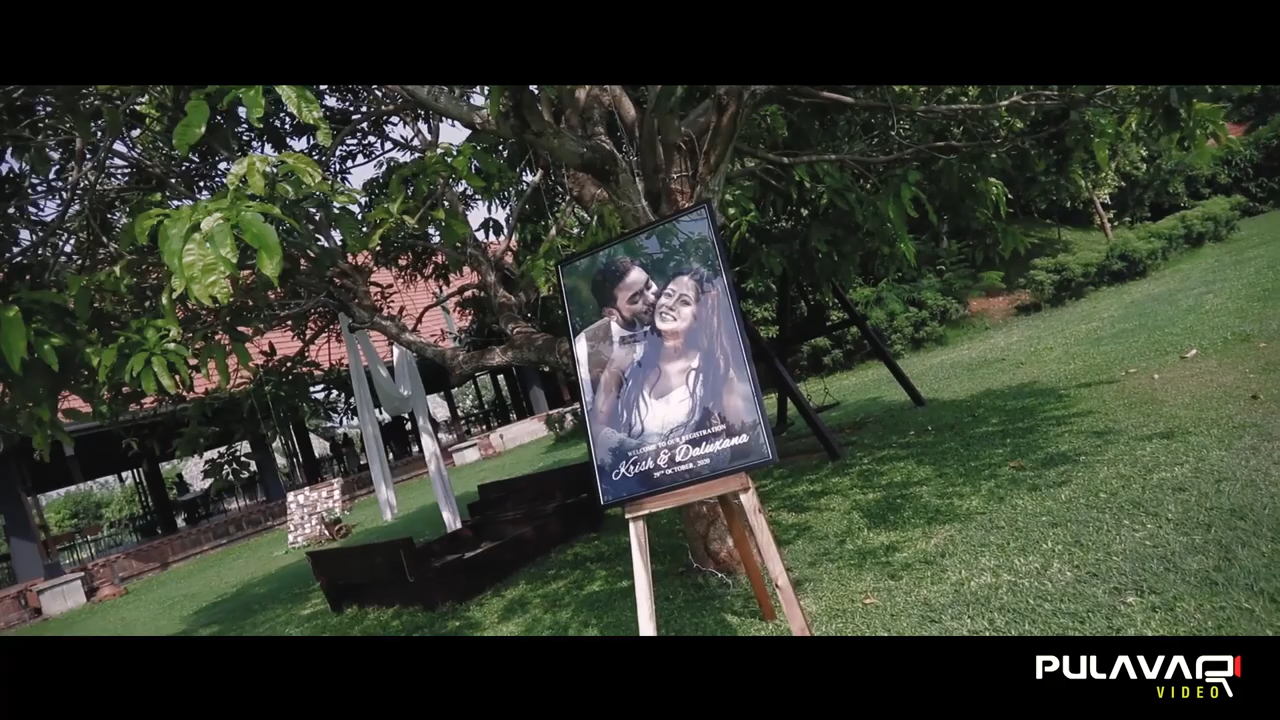 WELCOME TO OUR REGISTRATION
Krish & Daluxana
29TH OCTOBER, 2020
PULAVAR
VIDEO